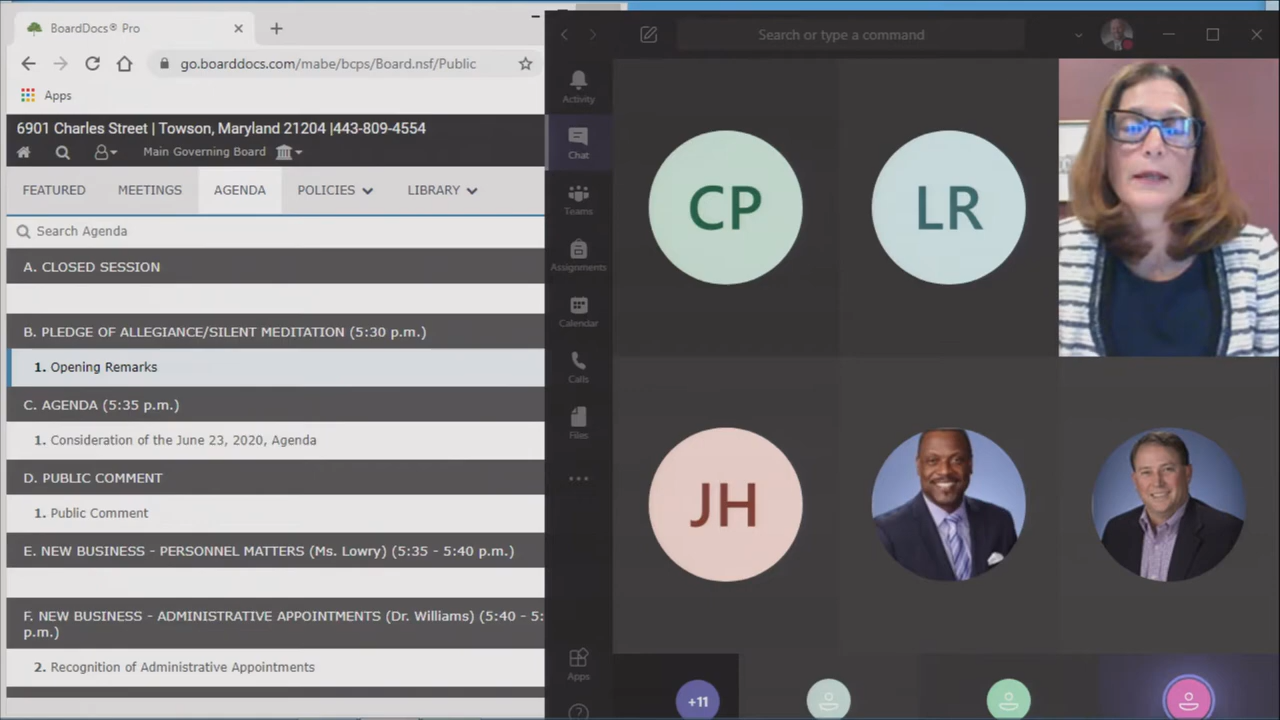 BoardDocs® Pro
go.boarddocs.com/mabe/bcps/Board.nsf/Public
Apps
6901 Charles Street | Towson, Maryland 21204 |443-809-4554
Main Governing Board
FEATURED MEETINGS AGENDA POLICIES LIBRARY
Search Agenda
A. CLOSED SESSION
B. PLEDGE OF ALLEGIANCE/SILENT MEDITATION (5:30 p.m.)
1. Opening Remarks
C. AGENDA (5:35 p.m.)
1. Consideration of the June 23, 2020, Agenda
D. PUBLIC COMMENT
1. Public Comment
E. NEW BUSINESS - PERSONNEL MATTERS (Ms. Lowry) (5:35 - 5:40 p.m.)
F. NEW BUSINESS - ADMINISTRATIVE APPOINTMENTS (Dr. Williams) (5:40 - 5:
p.m.)
2. Recognition of Administrative Appointments
Search or type a command
Activity
Chat
Teams
Assignments
Calendar
Calls
Files
Apps
CP
LR
JH
+11